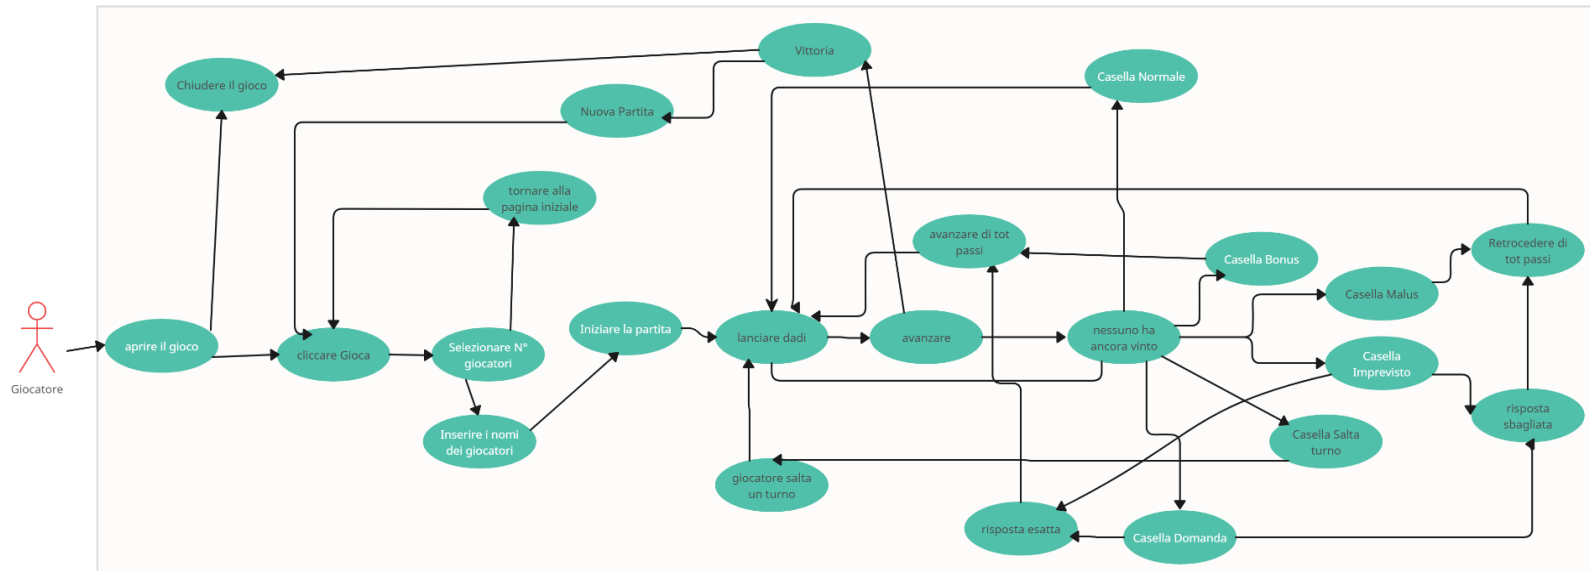 Vittoria
Chiudere il gioco
Casella Normale
Nuova Partita
tornare alla
pagina iniziale
avanzare di tot
passi
Retrocedere di
tot passi
Casella Bonus
Casella Malus
Iniziare la partita
lanciare dadi
avanzare
nessuno ha
ancora vinto
aprire il gioco
cliccare Gioca
Selezionare N°
giocatori
Casella
Imprevisto
Giocatore
risposta
sbagliata
Inserire i nomi
dei giocatori
Casella Salta
turno
giocatore salta
un turno
risposta esatta
Casella Domanda